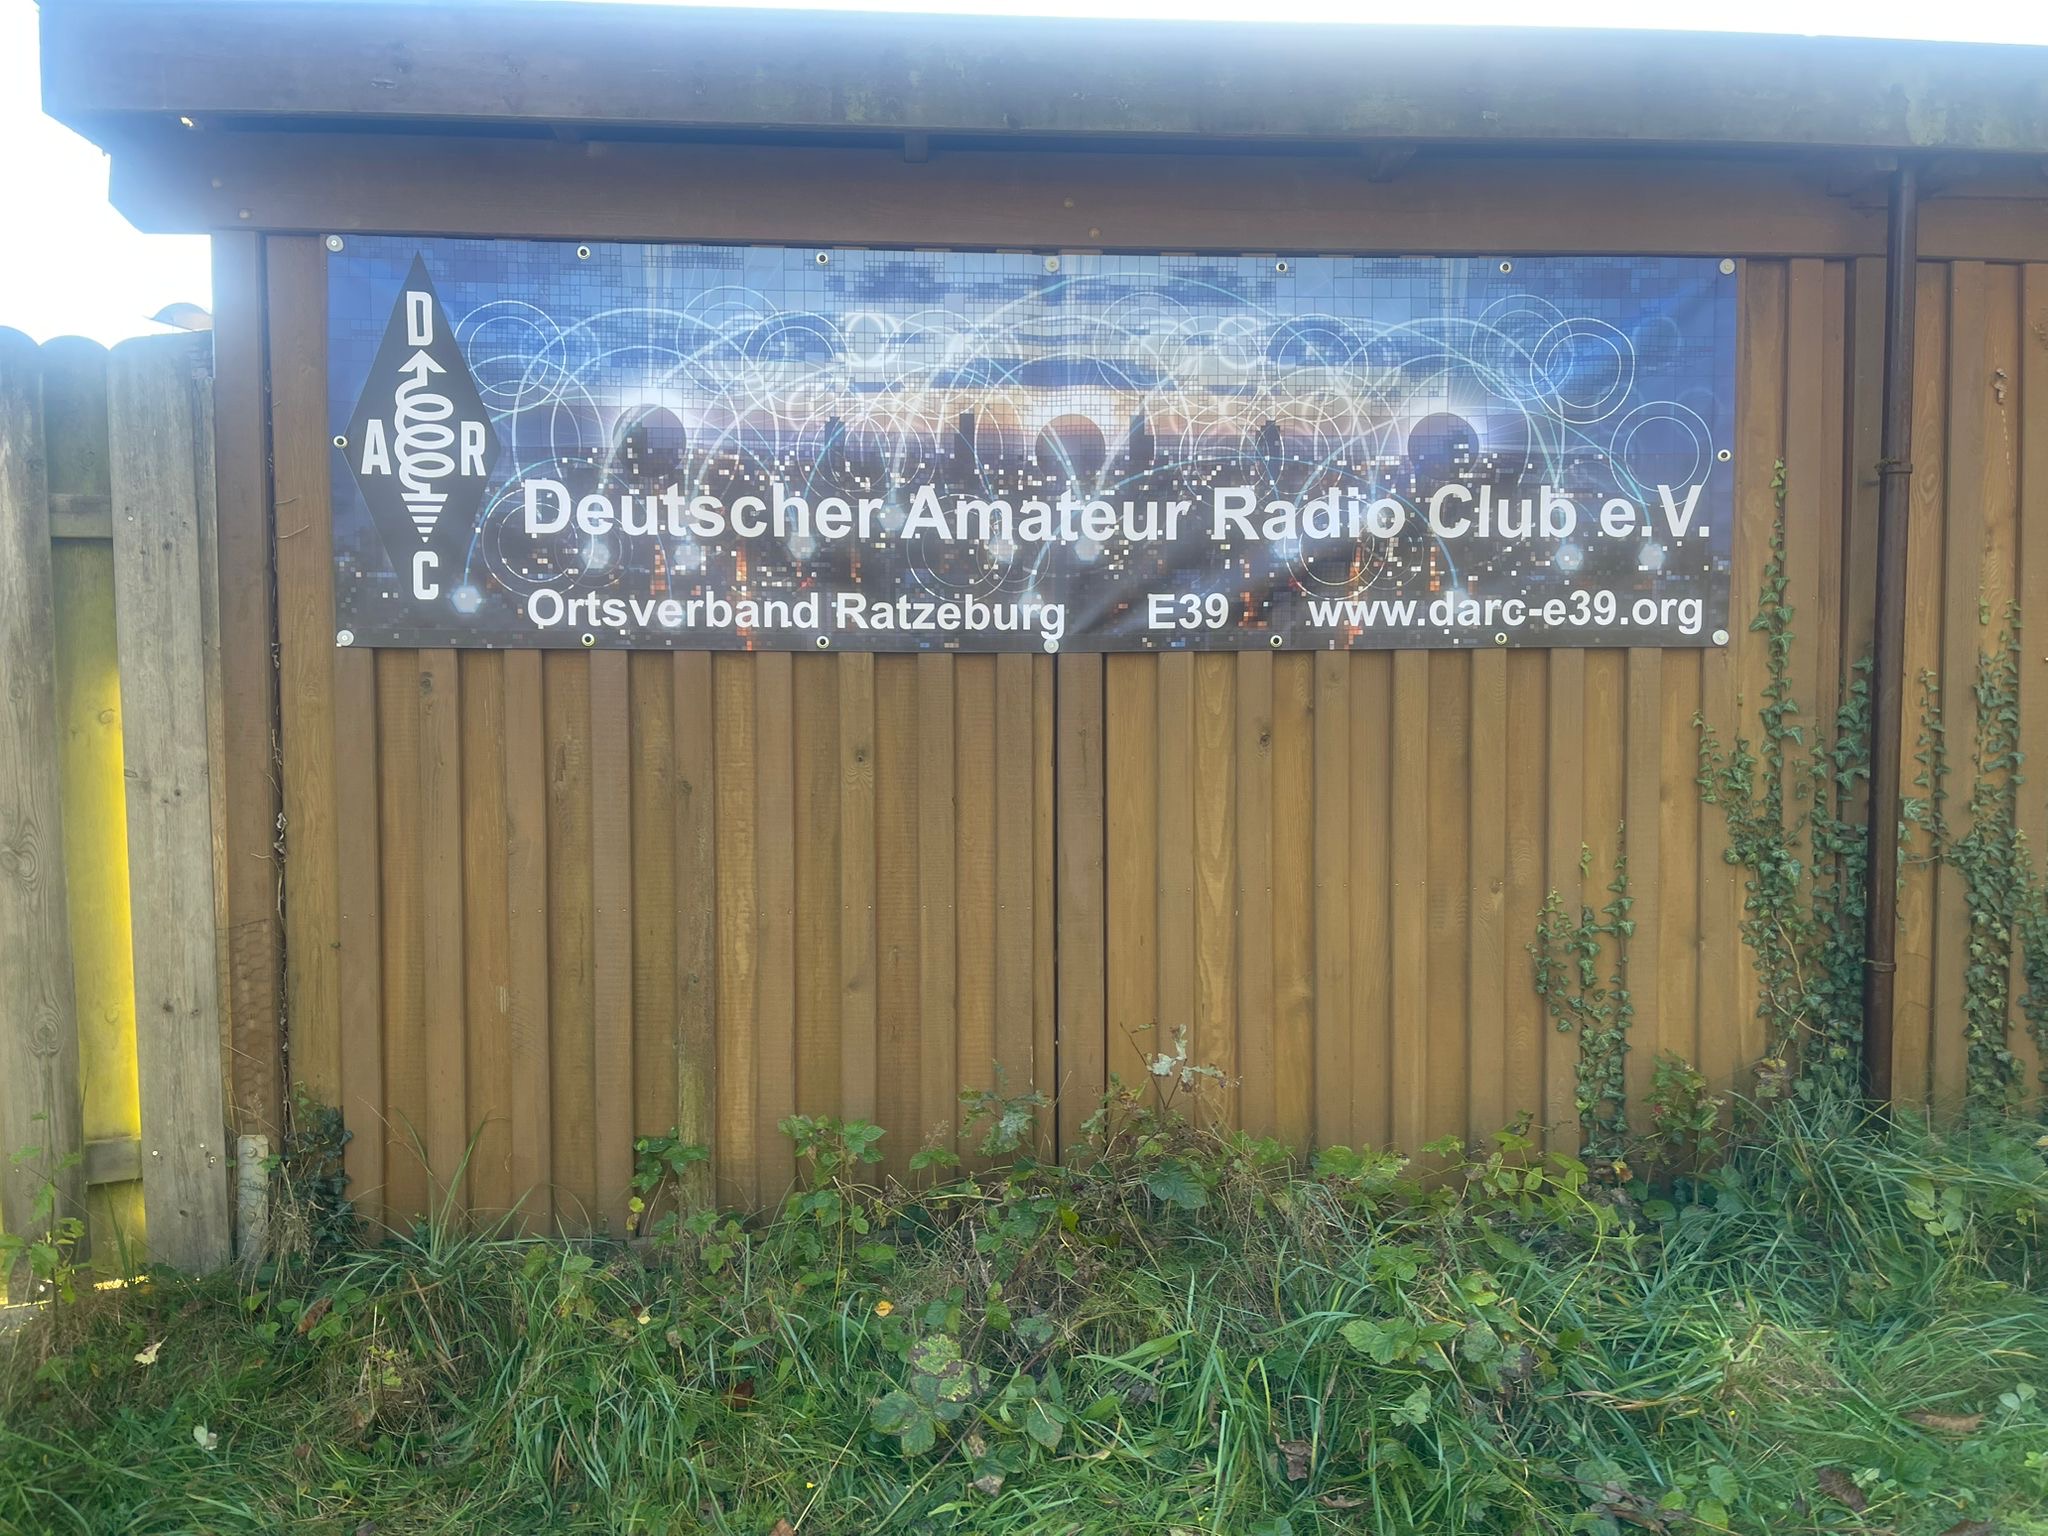 D
A R
C
Deutscher Amateur Radio Club e.V.
Ortsverband Ratzeburg E39 www.darc-e39.org